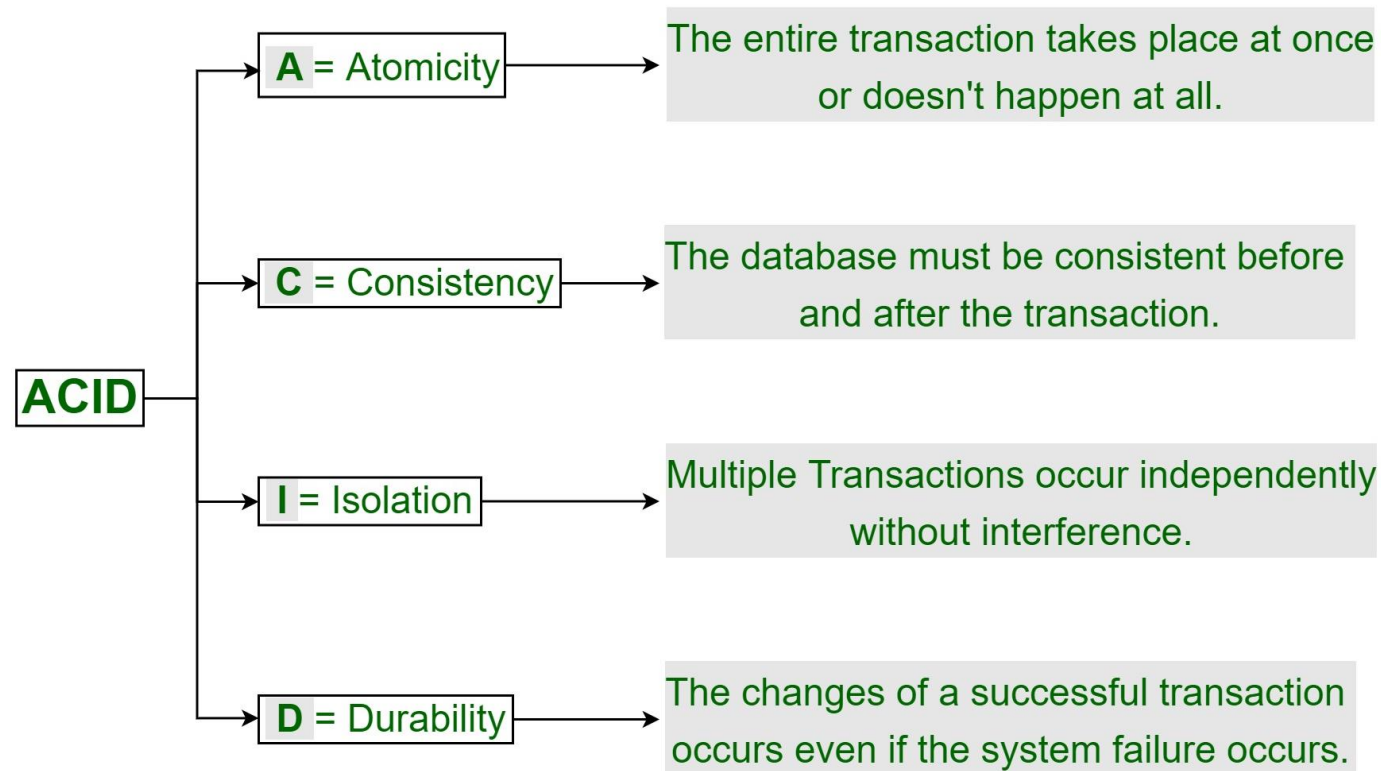 A = Atomicity
The entire transaction takes place at once
or doesn't happen at all.
C = Consistency
The database must be consistent before
and after the transaction.
ACID
I = Isolation
Multiple Transactions occur independently
without interference.
D = Durability
The changes of a successful transaction
occurs even if the system failure occurs.